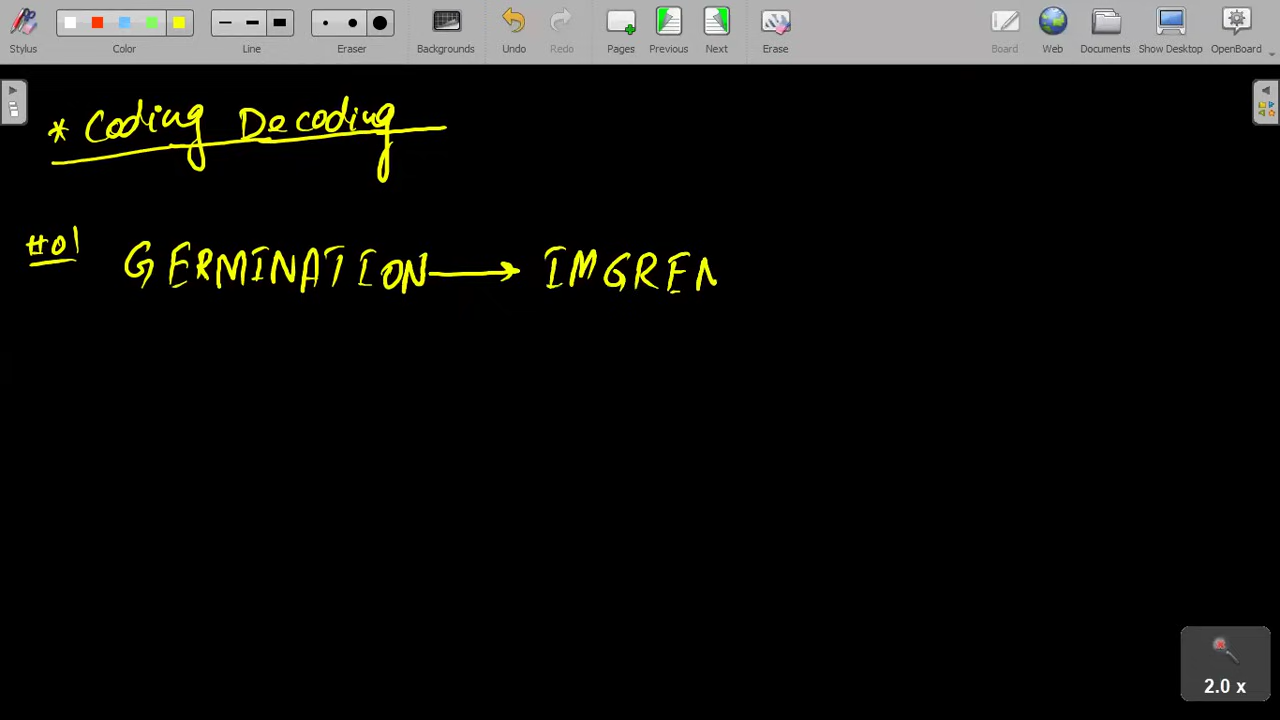 Stylus
Color
Line
Eraser
Backgrounds
Undo
Redo
Pages
Previous
Next
Erase
Board
Web
Documents
Show Desktop
OpenBoard
* Coding Decoding
#01 GERMINATION → IMGREN
2.0 x